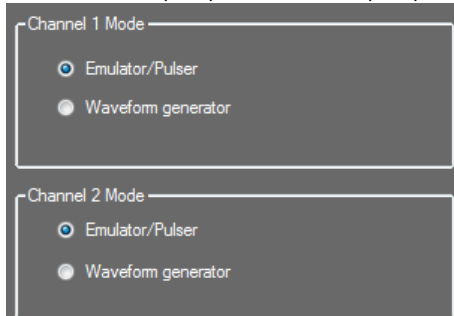 Channel 1 Mode
Emulator/Pulser
Waveform generator
Channel 2 Mode
Emulator/Pulser
Waveform generator